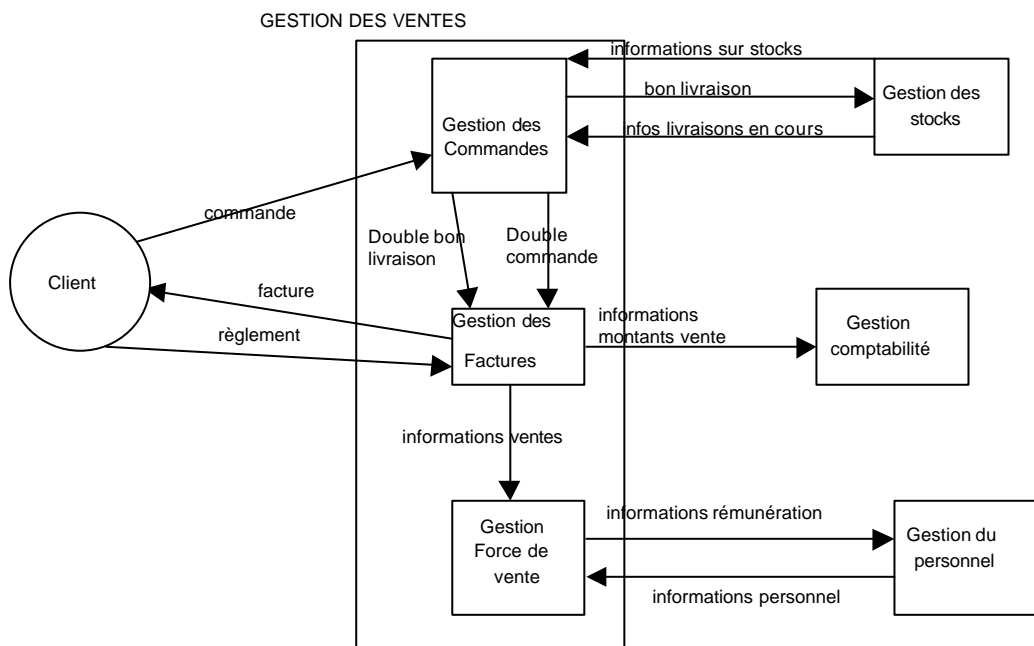 GESTION DES VENTES
informations sur stocks
bon livraison
infos livraisons en cours
Gestion des
stocks
Gestion des
Commandes
commande
Double bon
livraison
Double
commande
Client
facture
règlement
Gestion des
Factures
informations
montants vente
Gestion
comptabilité
informations ventes
Gestion
Force de
vente
informations rémunération
informations personnel
Gestion du
personnel